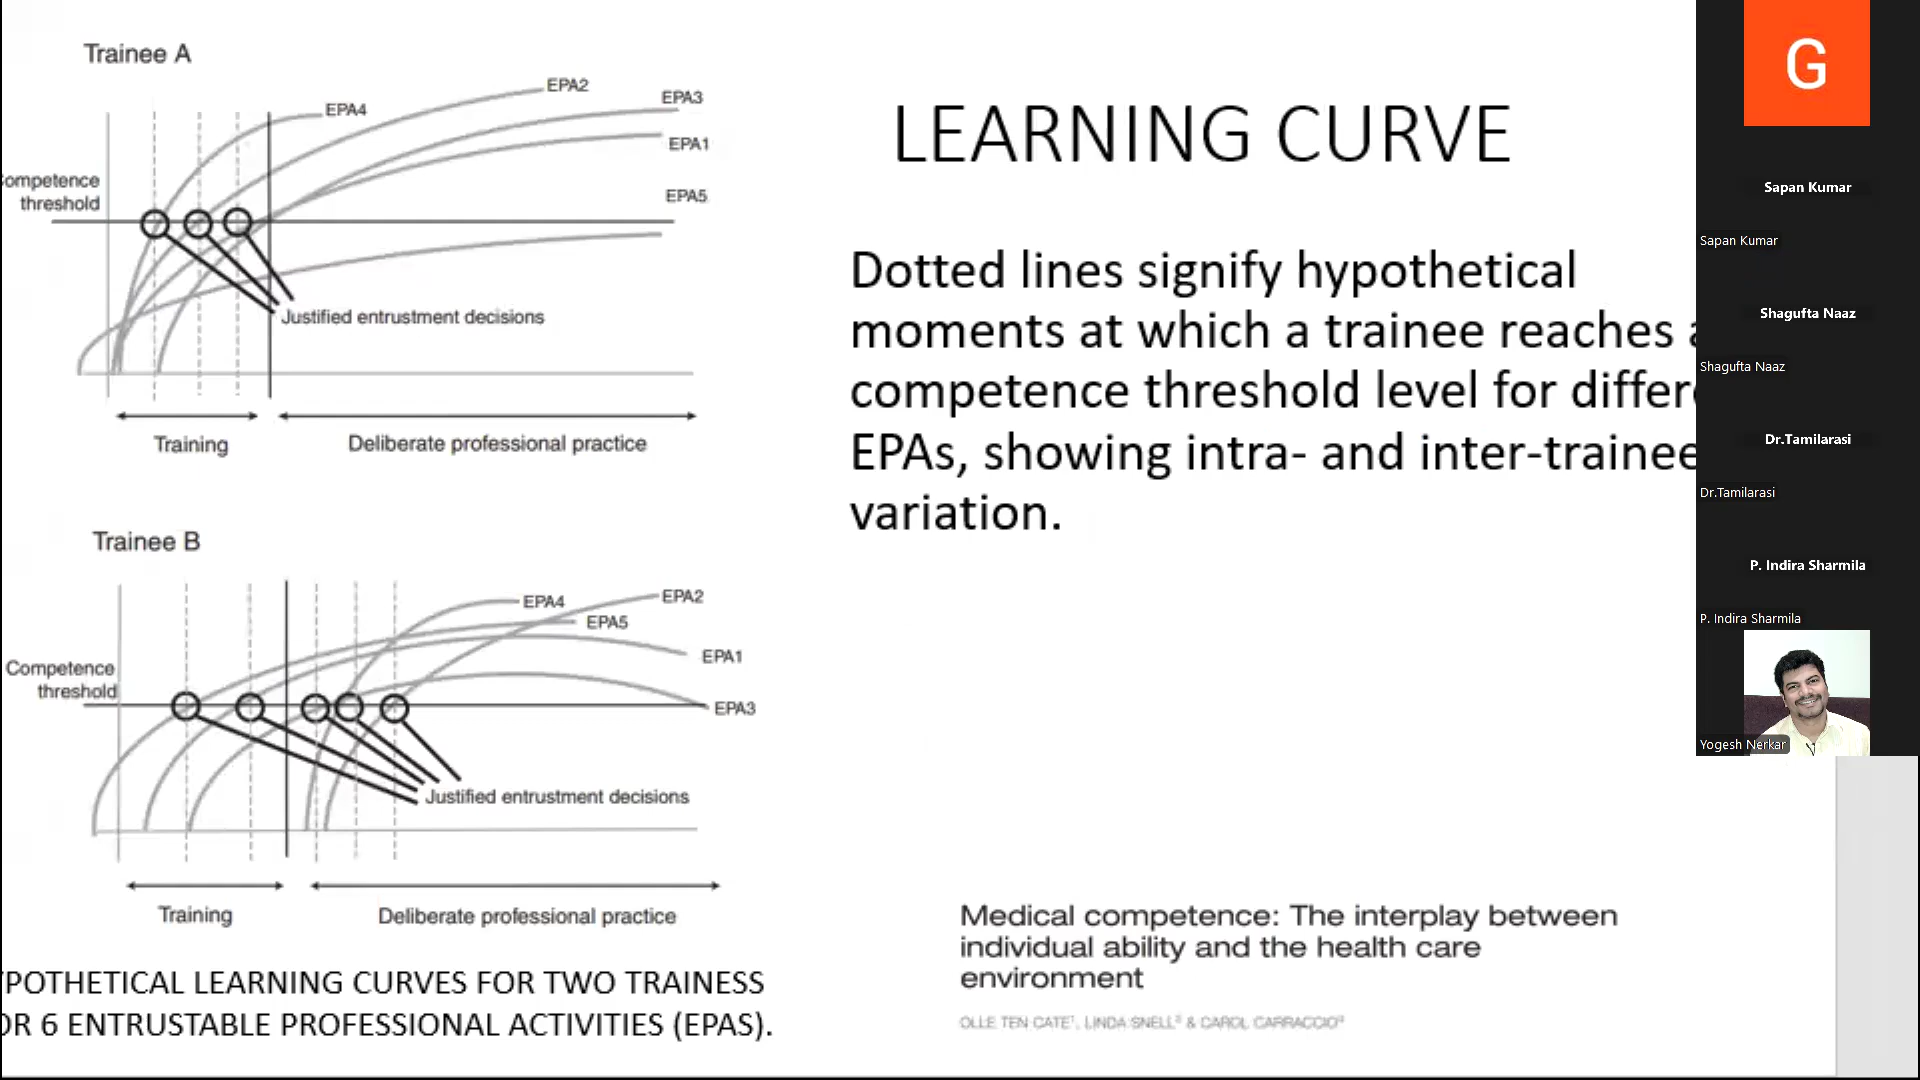 Trainee A
EPA4
EPA2
EPA3
EPA1
EPA5
ompetence
threshold
Justified entrustment decisions
Training
Deliberate professional practice
Trainee B
EPA4
EPA2
EPA5
EPA1
EPA3
Competence
threshold
Justified entrustment decisions
Training
Deliberate professional practice
YPOTHETICAL LEARNING CURVES FOR TWO TRAINESS
OR 6 ENTRUSTABLE PROFESSIONAL ACTIVITIES (EPAS).
LEARNING CURVE
Dotted lines signify hypothetical
moments at which a trainee reaches a
competence threshold level for differe
EPAs, showing intra- and inter-trainee
variation.
Medical competence: The interplay between
individual ability and the health care
environment
OLLE TEN CATE¹, LINDA SNELL² & CAROL CARRACCIO³
G
Sapan Kumar
Sapan Kumar
Shagufta Naaz
Shagufta Naaz
Dr.Tamilarasi
Dr.Tamilarasi
P. Indira Sharmila
P. Indira Sharmila
Yogesh Nerkar